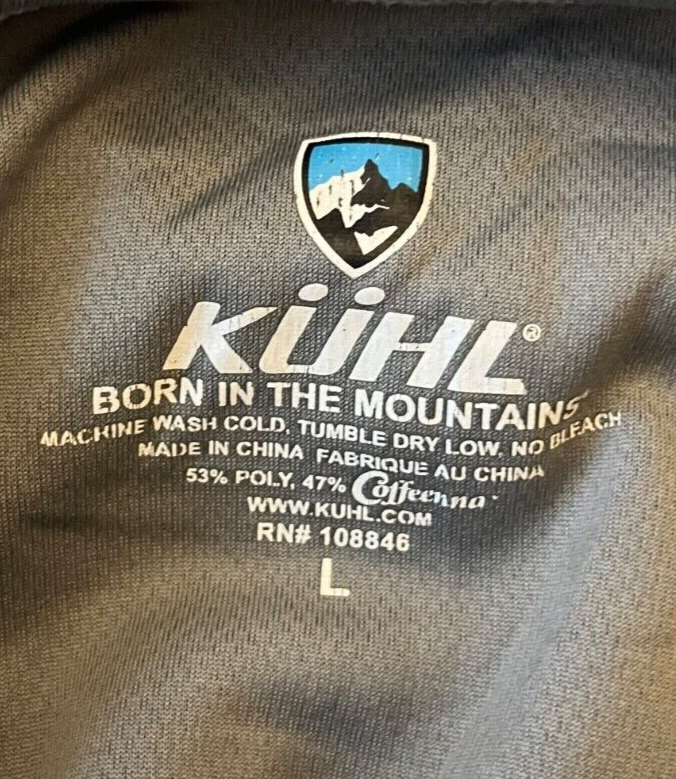 KÜHL®
BORN IN THE MOUNTAINS
MACHINE WASH COLD, TUMBLE DRY LOW, NO BLEACH
MADE IN CHINA FABRIQUE AU CHINA
53% POLY, 47% Coffeenna
WWW.KUHL.COM
RN# 108846
L